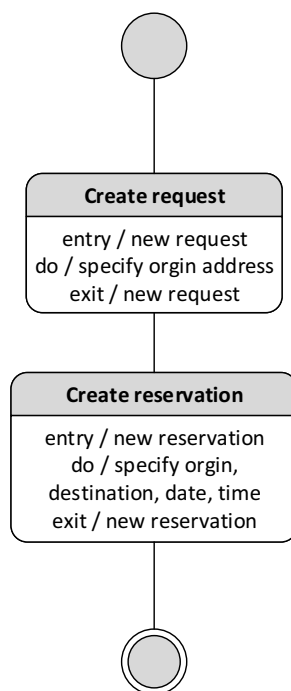 Create request
entry / new request
do / specify orgin address
exit / new request
Create reservation
entry / new reservation
do / specify orgin,
destination, date, time
exit / new reservation